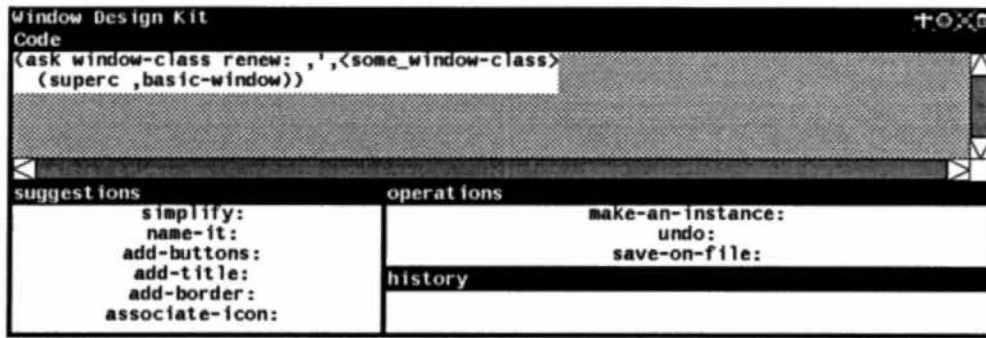 Window Design Kit
Code
(ask window-class renew: ,',<some_window-class>
(superc ,basic-window))
suggestions
simplify:
name-it:
add-buttons:
add-title:
add-border:
associate-icon:
operations
make-an-instance:
undo:
save-on-file:
history